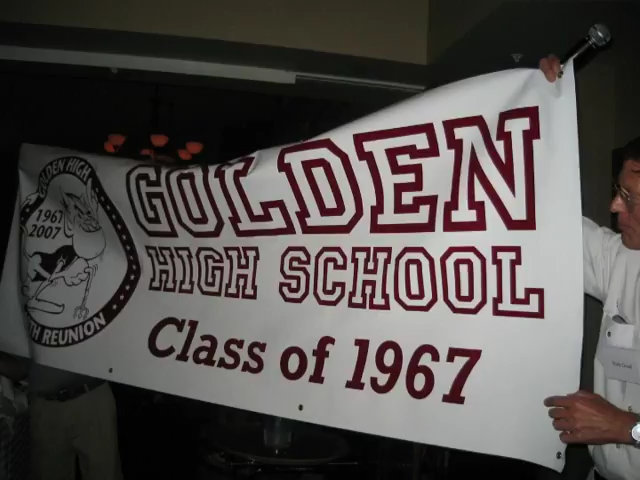 GOLDEN HIGH
1967
2007
TH REUNION
GOLDEN
HIGH SCHOOL
Class of 1967